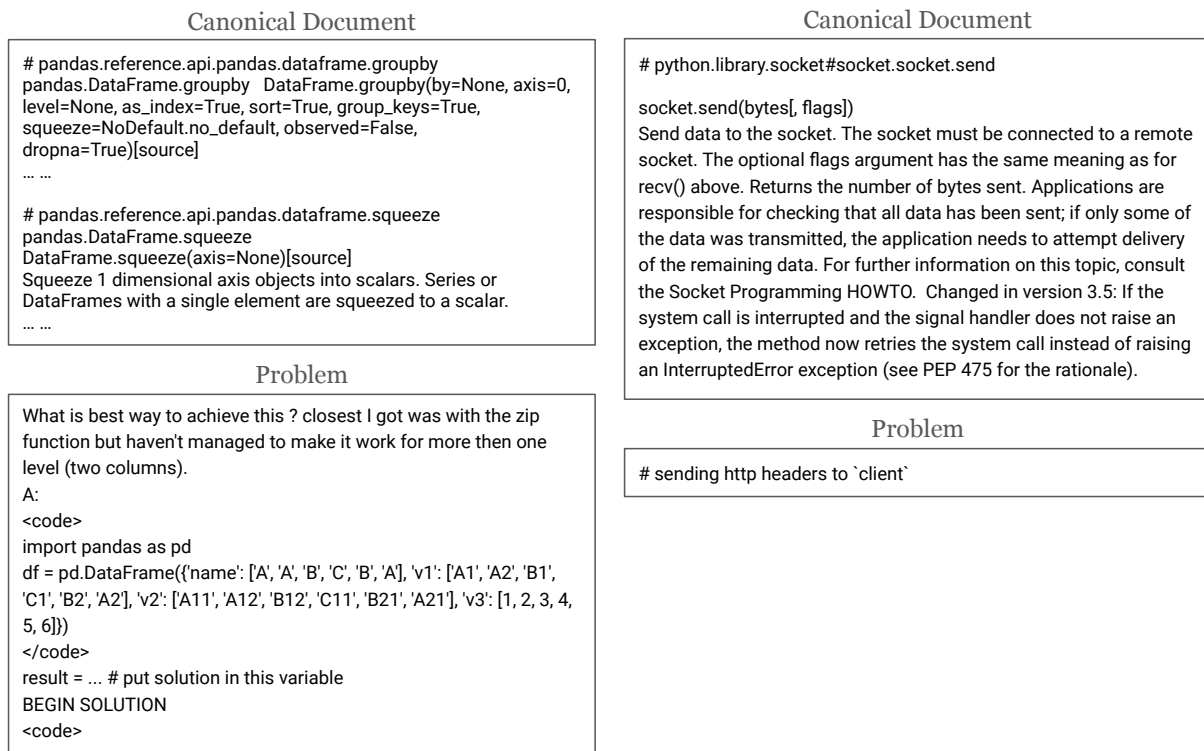 Canonical Document
# pandas.reference.api.pandas.dataframe.groupby
pandas.DataFrame.groupby   DataFrame.groupby(by=None, axis=0,
level=None, as_index=True, sort=True, group_keys=True,
squeeze=NoDefault.no_default, observed=False,
dropna=True)[source]
... ...
# pandas.reference.api.pandas.dataframe.squeeze
pandas.DataFrame.squeeze
DataFrame.squeeze(axis=None)[source]
Squeeze 1 dimensional axis objects into scalars. Series or
DataFrames with a single element are squeezed to a scalar.
... ...
Problem
What is best way to achieve this ? closest I got was with the zip
function but haven't managed to make it work for more then one
level (two columns).
A:
<code>
import pandas as pd
df = pd.DataFrame({'name': ['A', 'A', 'B', 'C', 'B', 'A'], 'v1': ['A1', 'A2', 'B1',
'C1', 'B2', 'A2'], 'v2': ['A11', 'A12', 'B12', 'C11', 'B21', 'A21'], 'v3': [1, 2, 3, 4,
5, 6]})
</code>
result = ... # put solution in this variable
BEGIN SOLUTION
<code>
Canonical Document
# python.library.socket#socket.socket.send
socket.send(bytes[, flags])
Send data to the socket. The socket must be connected to a remote
socket. The optional flags argument has the same meaning as for
recv() above. Returns the number of bytes sent. Applications are
responsible for checking that all data has been sent; if only some of
the data was transmitted, the application needs to attempt delivery
of the remaining data. For further information on this topic, consult
the Socket Programming HOWTO.  Changed in version 3.5: If the
system call is interrupted and the signal handler does not raise an
exception, the method now retries the system call instead of raising
an InterruptedError exception (see PEP 475 for the rationale).
Problem
# sending http headers to `client`